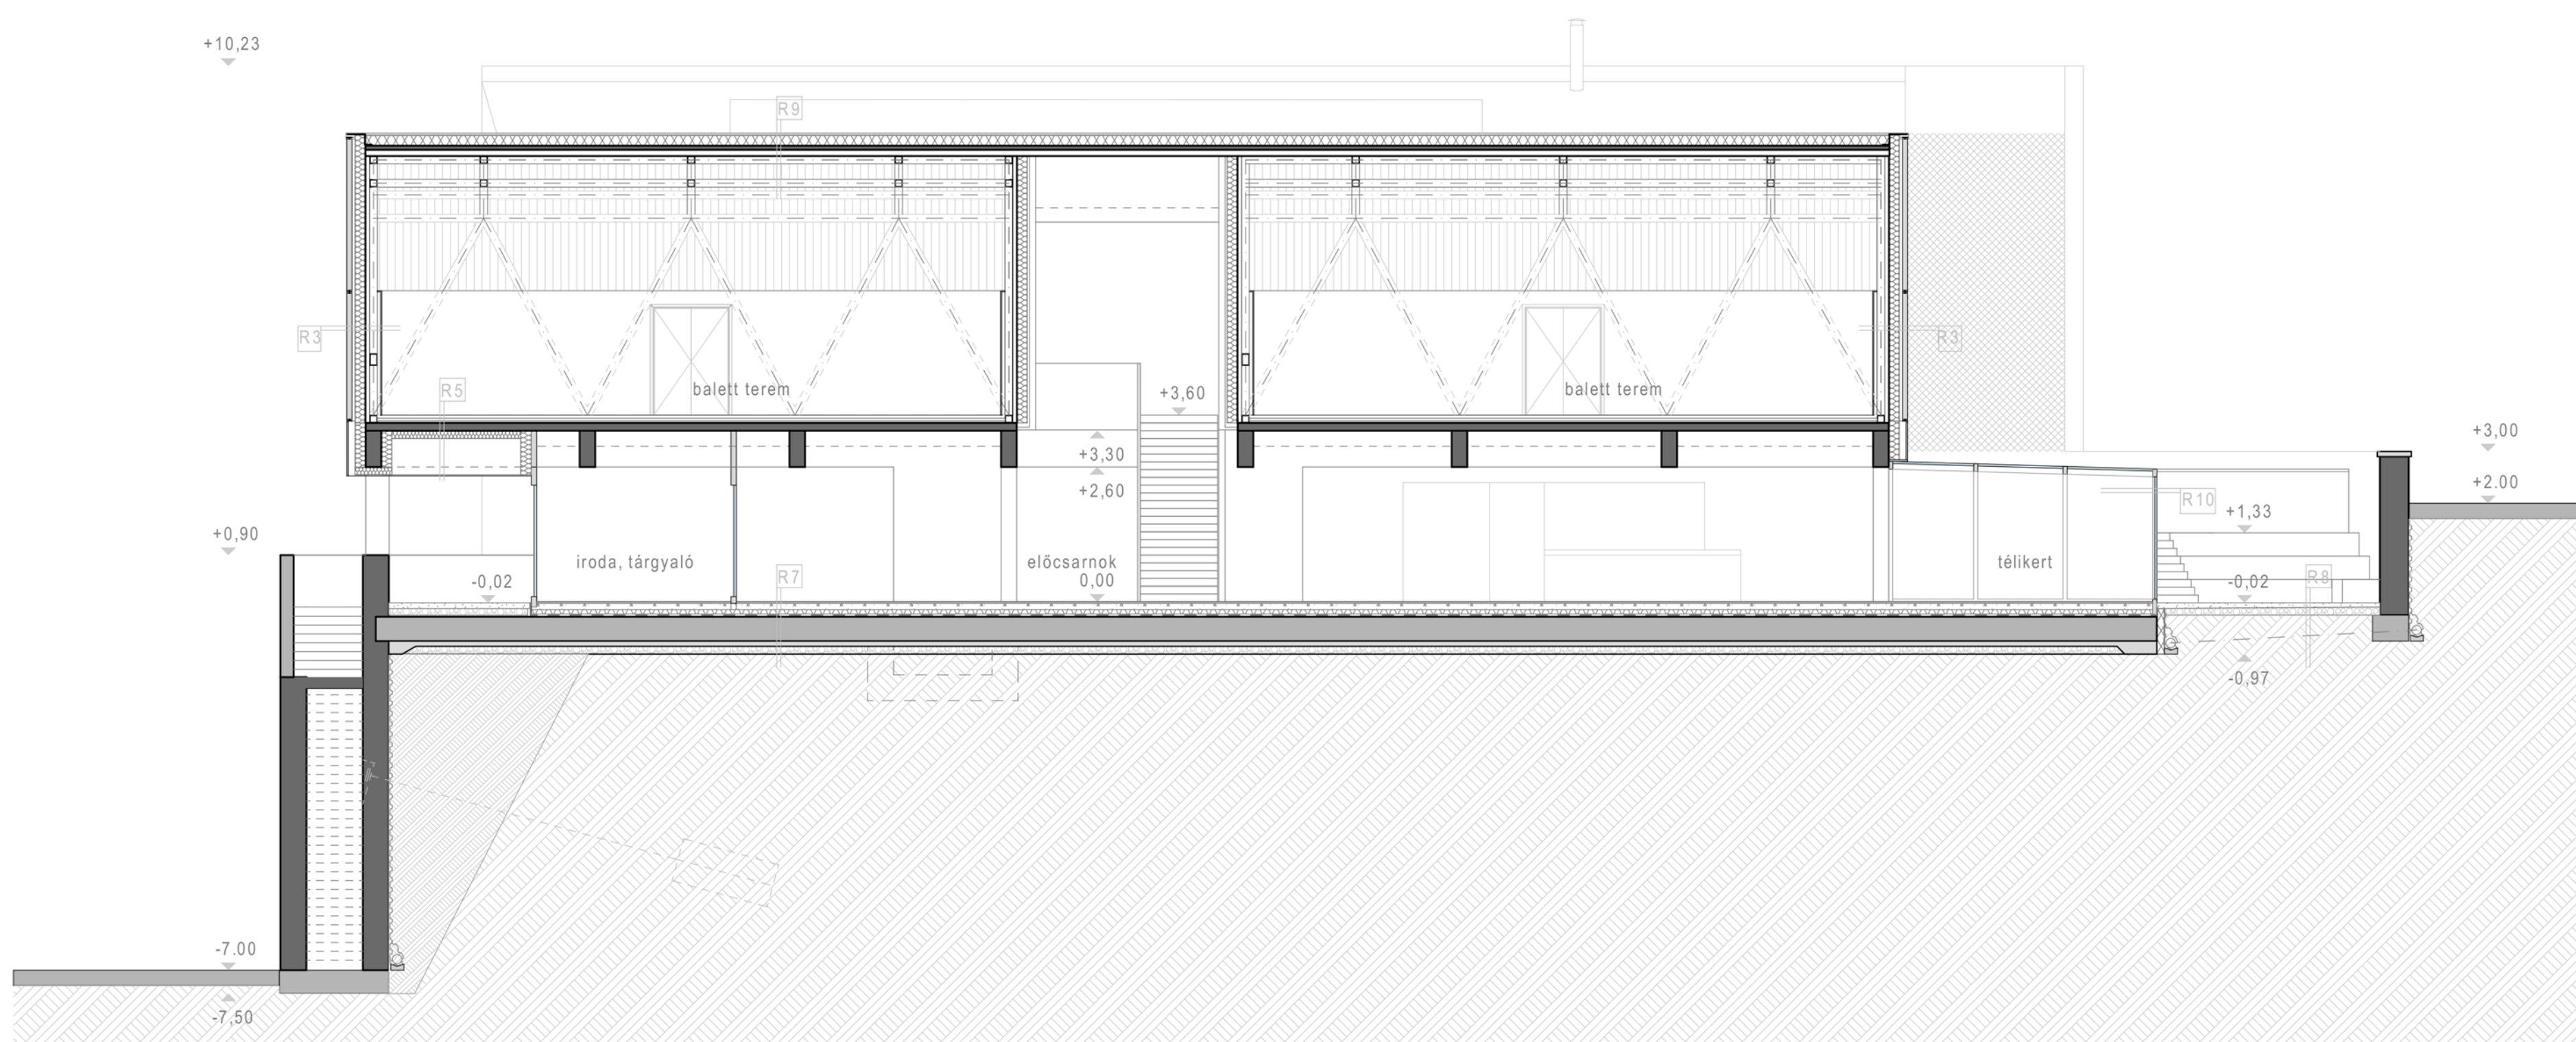 +10,23
R9
R3
R3
R5
balett terem
balett terem
+3,60
+3,30
+2,60
+3,00
+2.00
R10
+1,33
+0,90
iroda, tárgyaló
előcsarnok
0,00
télikert
-0,02
R7
-0,02
R8
-0,97
-7.00
-7,50